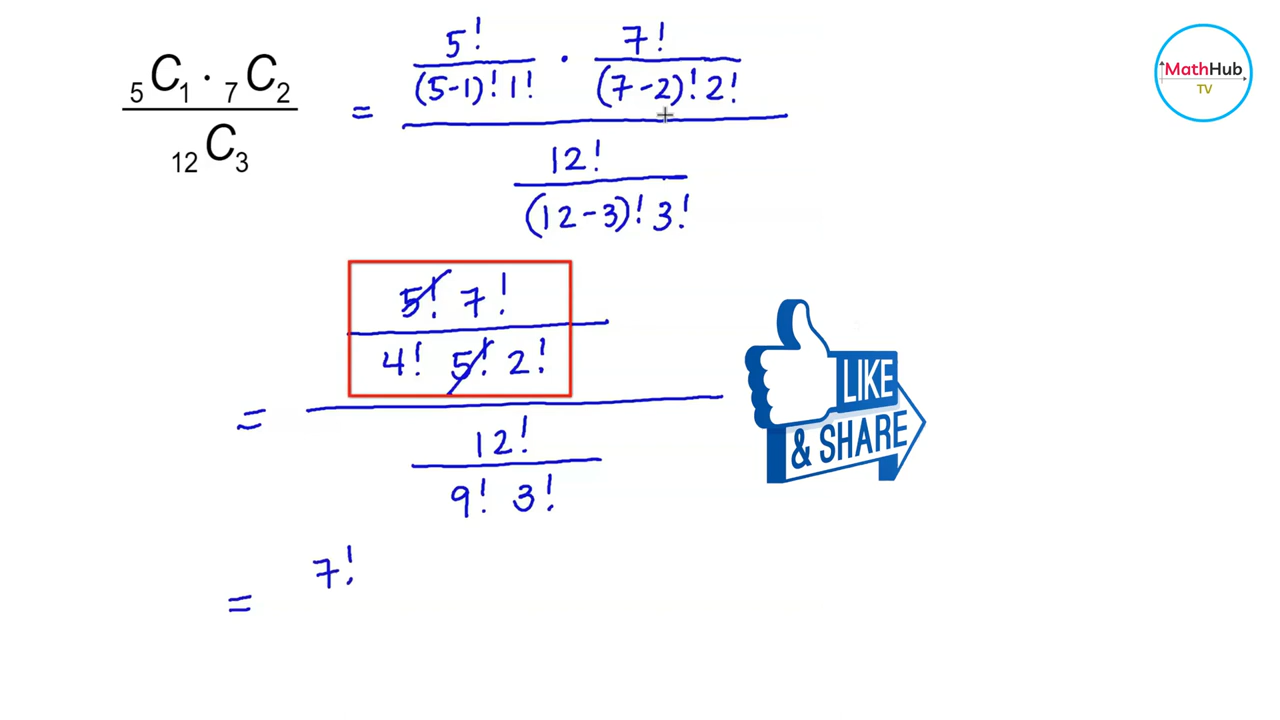 ₅C₁ · ₇C₂ / ₁₂C₃ = 5! / (5-1)! 1! · 7! / (7-2)! 2!
12! / (12-3)! 3!
MathHub
TV
5! 7!
4! 5! 2!
=
12!
9! 3!
LIKE
& SHARE
= 7!